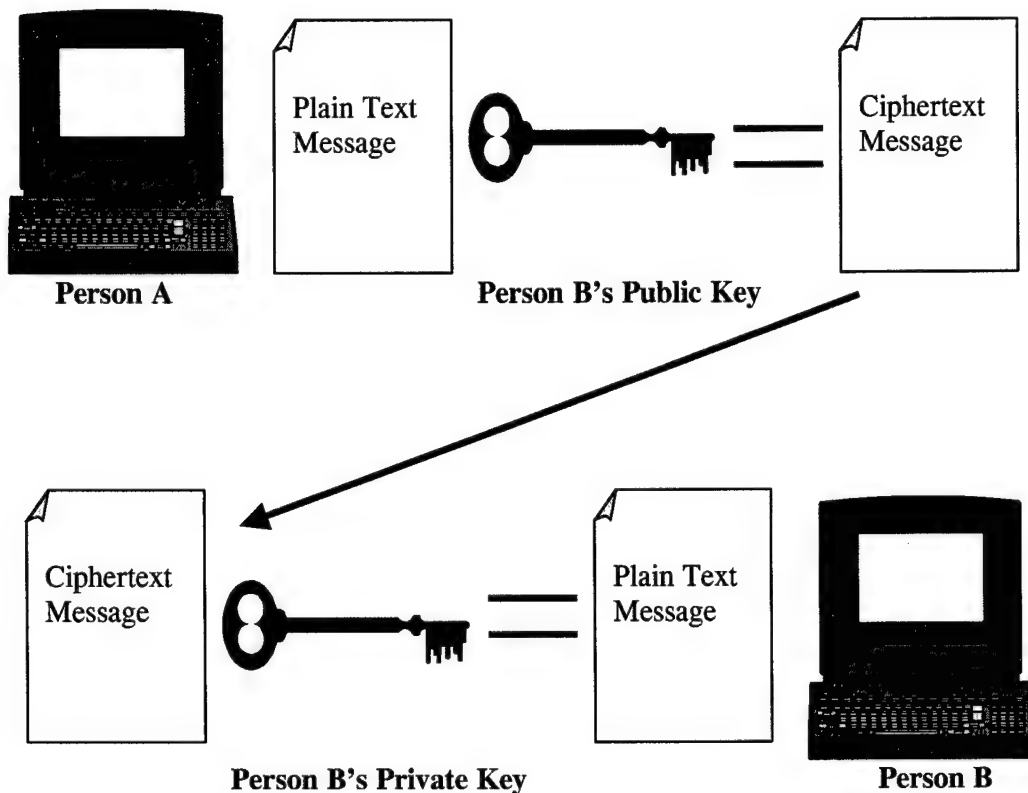 Plain Text
Message
Ciphertext
Message
Person A
Person B's Public Key
Ciphertext
Message
Plain Text
Message
Person B's Private Key
Person B